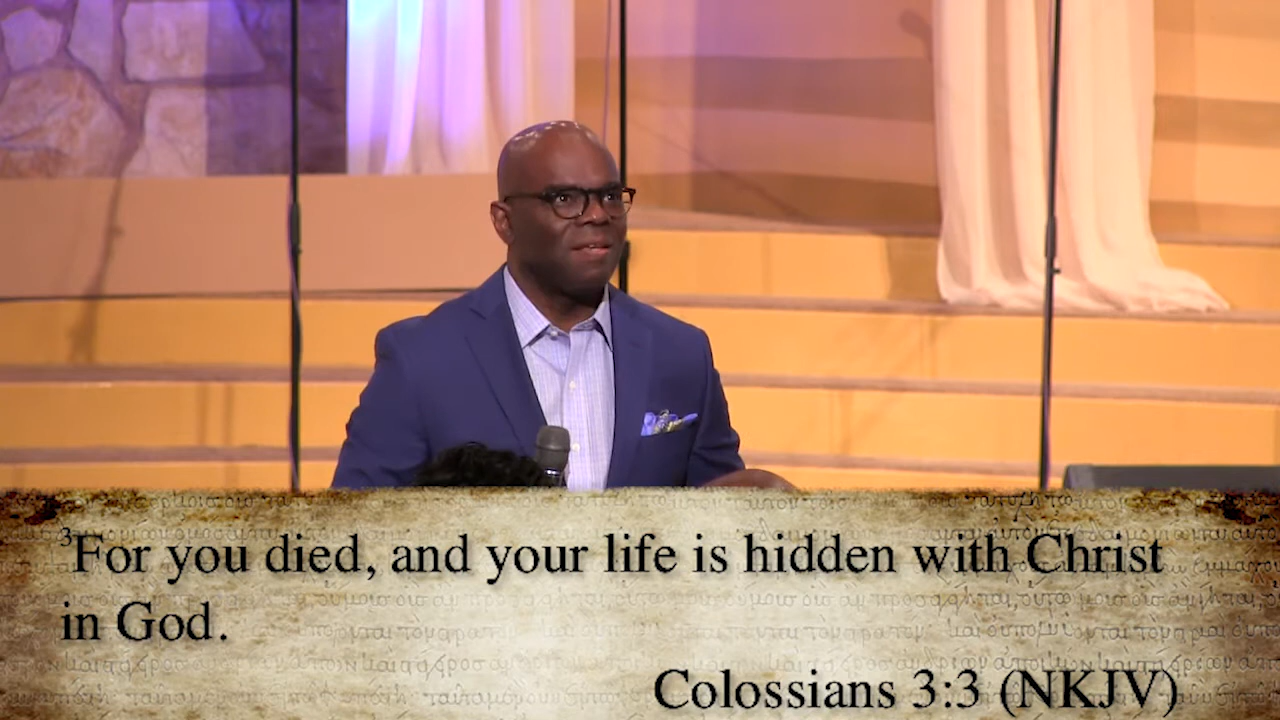 ³For you died, and your life is hidden with Christ
in God.
Colossians 3:3 (NKJV)